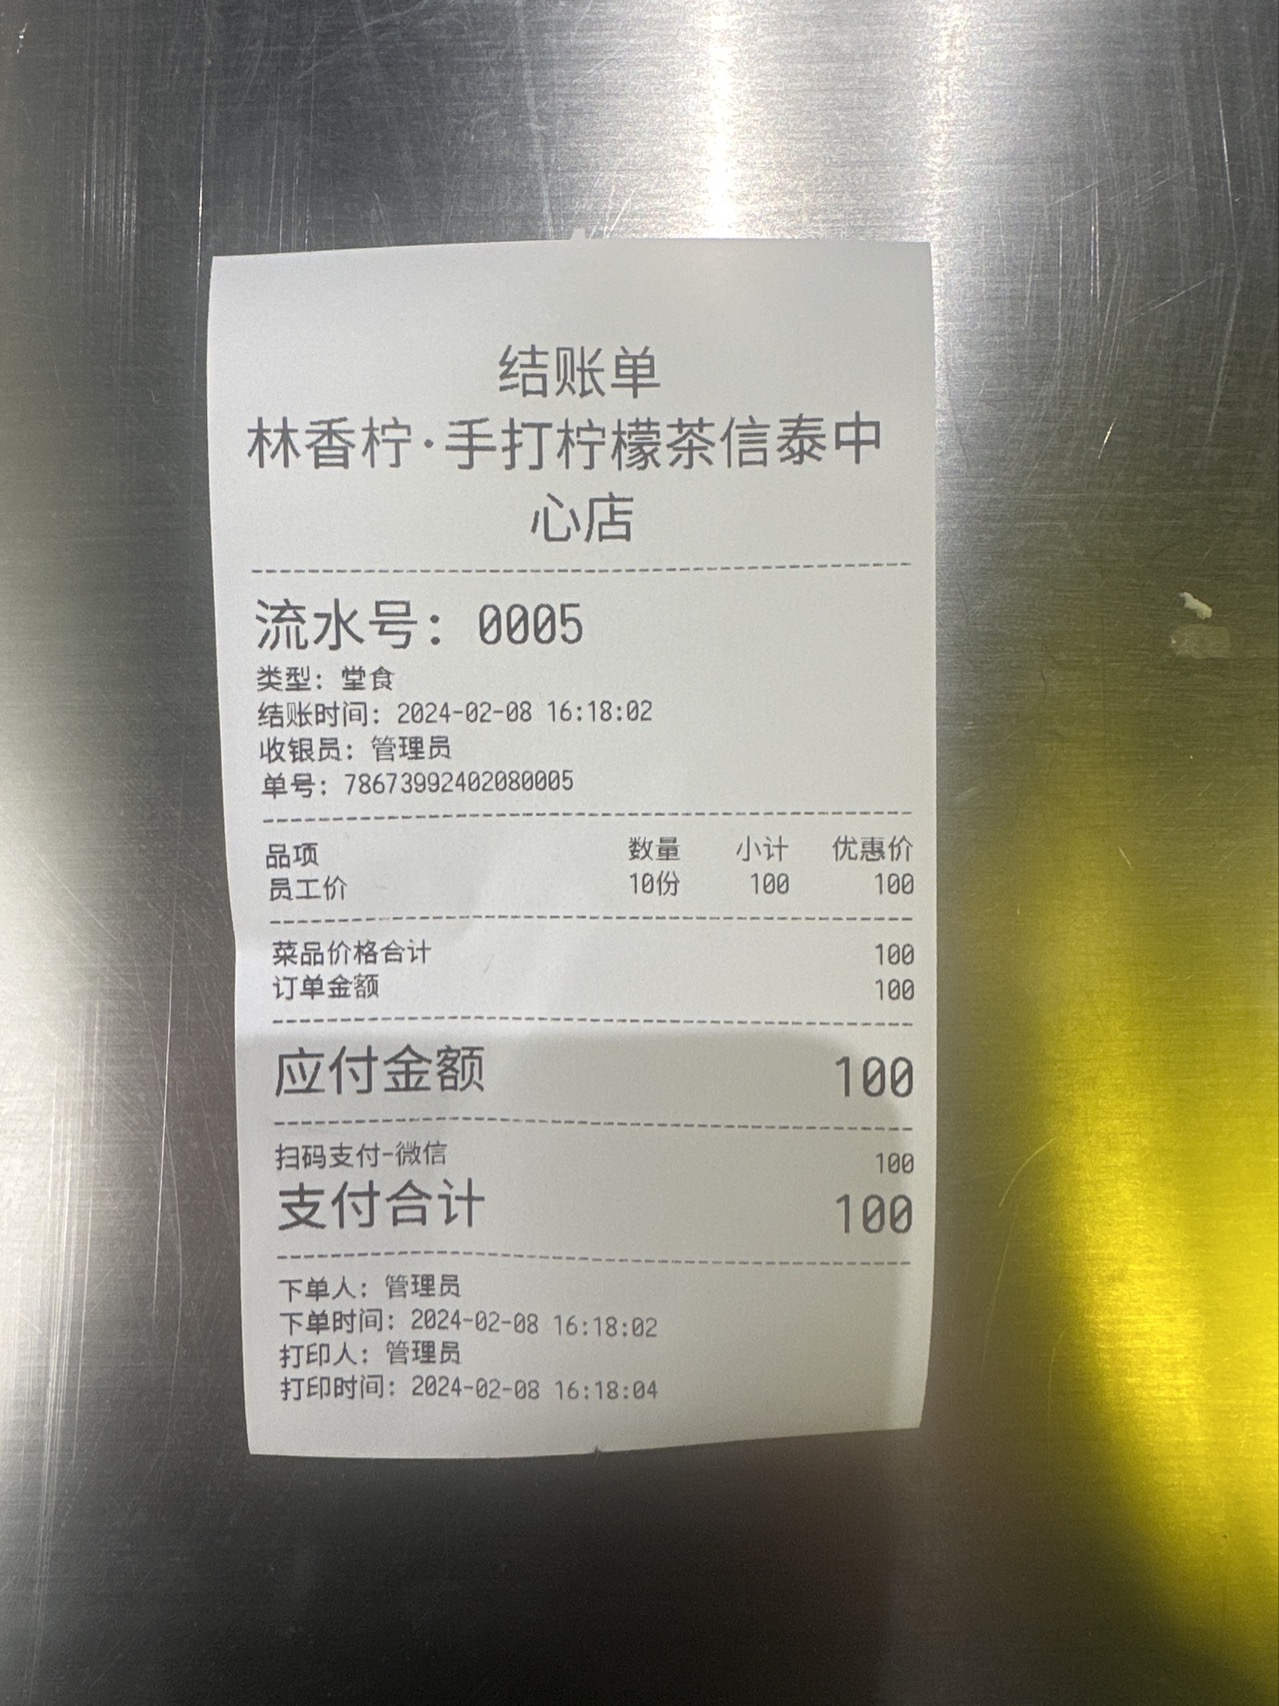 结账单
林香柠·手打柠檬茶信泰中
心店
流水号: 0005
类型: 堂食
结账时间: 2024-02-08 16:18:02
收银员: 管理员
单号: 78673992402080005
品项 数量 小计 优惠价
员工价 10份 100 100
菜品价格合计 100
订单金额 100
应付金额 100
扫码支付-微信 100
支付合计 100
下单人: 管理员
下单时间: 2024-02-08 16:18:02
打印人: 管理员
打印时间: 2024-02-08 16:18:04